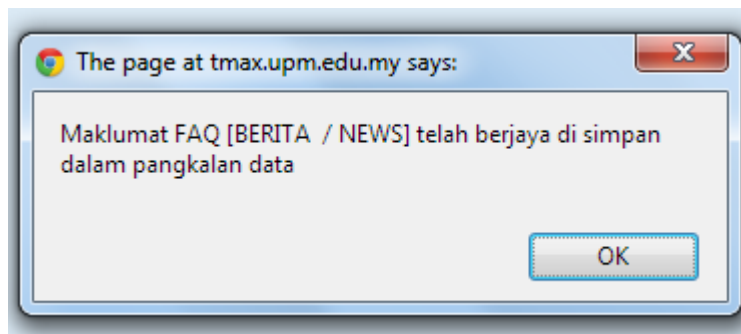 The page at tmax.upm.edu.my says:
Maklumat FAQ [BERITA  / NEWS] telah berjaya di simpan
dalam pangkalan data
OK